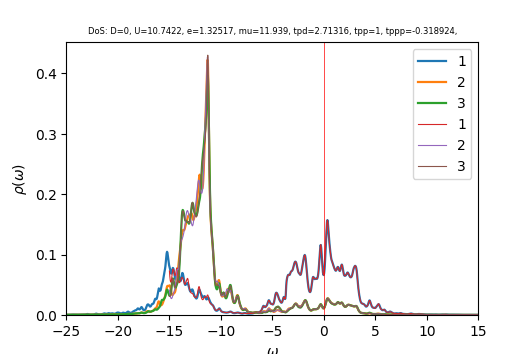 DoS: D=0, U=10.7422, e=1.32517, mu=11.939, tpd=2.71316, tpp=1, tppp=-0.318924,
ρ(ω)
0.4
0.3
0.2
0.1
0.0
1
2
3
1
2
3
−25 −20 −15 −10 −5 0 5 10 15
ω